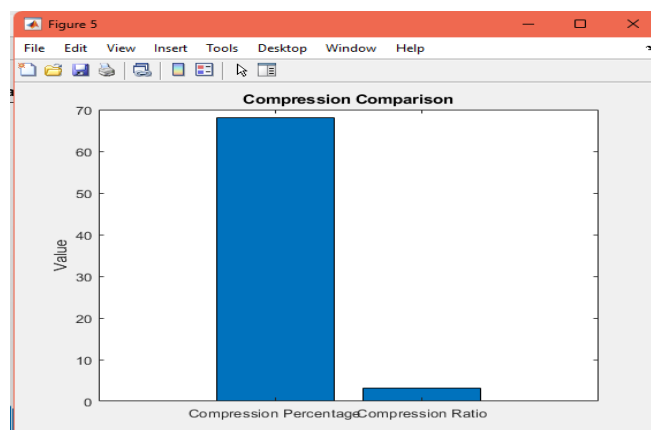 Figure 5
File Edit View Insert Tools Desktop Window Help
Compression Comparison
70
60
50
40
30
20
10
0
Value
Compression Percentage
Compression Ratio